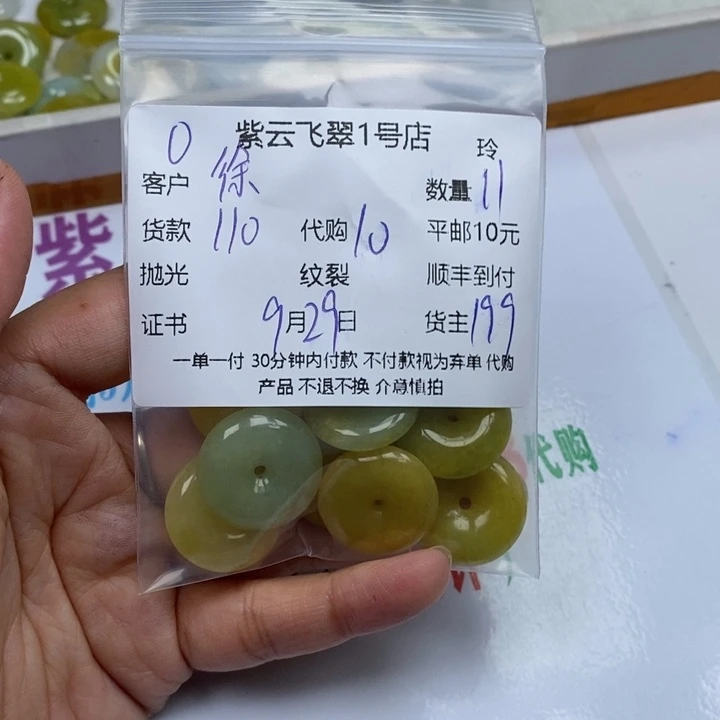 紫云飞翠1号店
0 玲
客户 徐 数量 11
货款 110 代购 10 平邮10元
抛光 纹裂 顺丰到付
证书 9月29日 货主 199
一单一付 30分钟内付款 不付款视为弃单 代购
产品 不退不换 介意慎拍
紫
代购